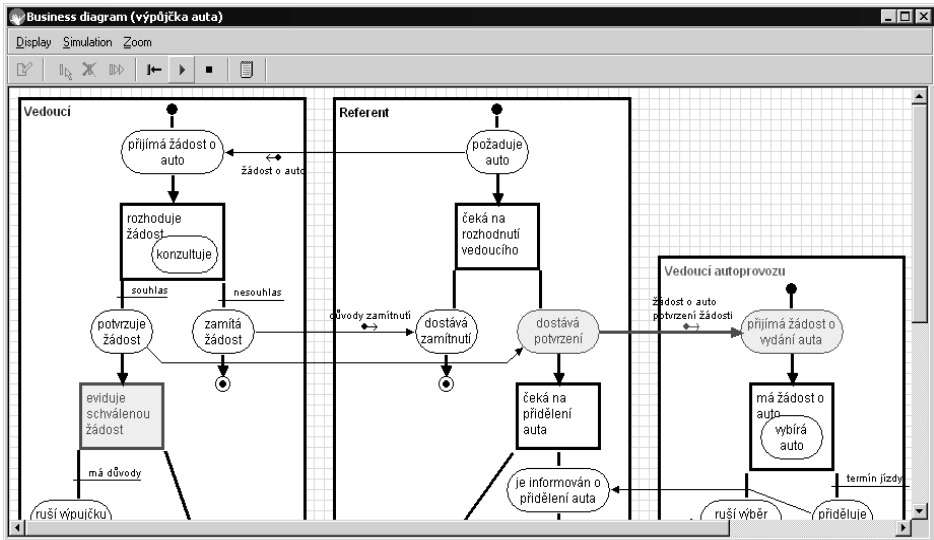 Business diagram (výpůjčka auta)
Display Simulation Zoom
Vedoucí
přijímá žádost o
auto
žádost o auto
rozhoduje
žádost
konzultuje
souhlas
nesouhlas
potvrzuje
žádost
zamítá
žádost
eviduje
schválenou
žádost
má důvody
ruší výpujčku
Referent
požaduje
auto
čeká na
rozhodnutí
vedoucího
důvody zamítnutí
dostává
zamítnutí
dostává
potvrzení
čeká na
přidělení
auta
je informován o
přidělení auta
Vedoucí autoprovozu
žádost o auto
potvrzení žádosti
přijímá žádost o
vydání auta
má žádost o
auto
vybírá
auto
termín jízdy
ruší výběr
přiděluje